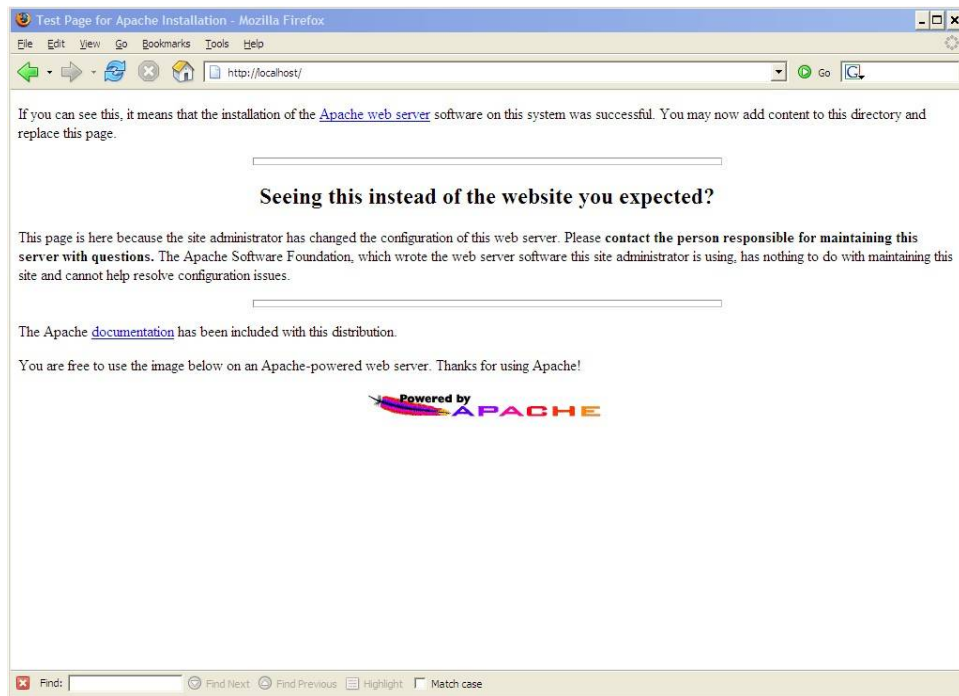 Test Page for Apache Installation - Mozilla Firefox
File Edit View Go Bookmarks Tools Help
http://localhost/ Go G
If you can see this, it means that the installation of the Apache web server software on this system was successful. You may now add content to this directory and
replace this page.
Seeing this instead of the website you expected?
This page is here because the site administrator has changed the configuration of this web server. Please contact the person responsible for maintaining this
server with questions. The Apache Software Foundation, which wrote the web server software this site administrator is using, has nothing to do with maintaining this
site and cannot help resolve configuration issues.
The Apache documentation has been included with this distribution.
You are free to use the image below on an Apache-powered web server. Thanks for using Apache!
Powered by
APACHE
Find: Find Next Find Previous Highlight Match case